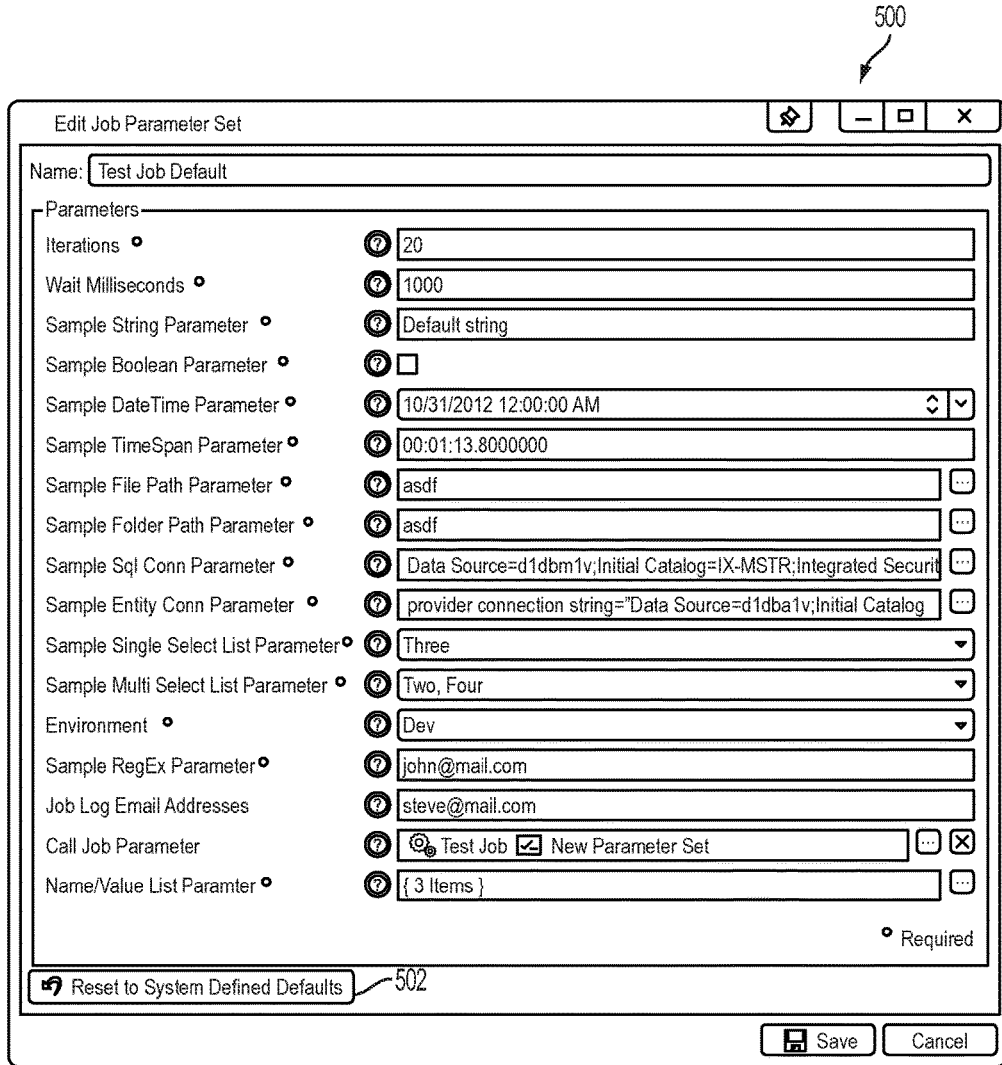 500
Edit Job Parameter Set
Name: Test Job Default
Parameters
Iterations 20
Wait Milliseconds 1000
Sample String Parameter Default string
Sample Boolean Parameter
Sample DateTime Parameter 10/31/2012 12:00:00 AM
Sample TimeSpan Parameter 00:01:13.8000000
Sample File Path Parameter asdf
Sample Folder Path Parameter asdf
Sample Sql Conn Parameter Data Source=d1dbm1v;Initial Catalog=IX-MSTR;Integrated Securit
Sample Entity Conn Parameter provider connection string="Data Source=d1dba1v;Initial Catalog
Sample Single Select List Parameter Three
Sample Multi Select List Parameter Two, Four
Environment Dev
Sample RegEx Parameter john@mail.com
Job Log Email Addresses steve@mail.com
Call Job Parameter Test Job New Parameter Set
Name/Value List Paramter { 3 Items }
Required
Reset to System Defined Defaults 502
Save Cancel